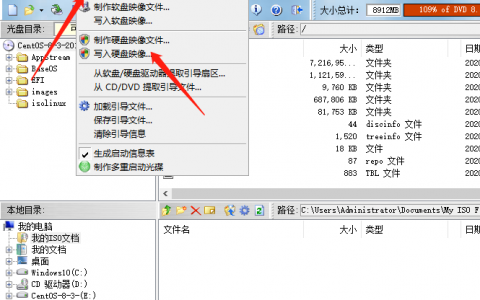 制作软盘映像文件...
写入软盘映像...
大小总计: 8912MB 109% of DVD 8.
制作硬盘映像文件...
写入硬盘映像...
从软盘/硬盘驱动器提取引导扇区...
从 CD/DVD 提取引导文件...
加载引导文件...
保存引导文件...
清除引导信息
生成启动信息表
制作多重启动光碟
光盘目录:
CentOS-8-3-2
Appstream
BaseOS
EFI
images
isolinux
路径: /
大小 类型 日期
7,216,95... 文件夹 2020
1,121,59... 文件夹 2020
9,760 KB 文件夹 2020
687,806 KB 文件夹 2020
81,753 KB 文件夹 2020
44 discinfo 文件 202
1,520 treeinfo 文件 202
18 KB 文件 202
87 repo 文件 202
883 TBL 文件 202
本地目录:
我的电脑
我的ISO文档
我的文档
桌面
Windows10(C:)
CD 驱动器(D:)
CentOS-8-3-(E:)
路径: C:\Users\Administrator\Documents\My ISO F
文件名 大小 类型 日期